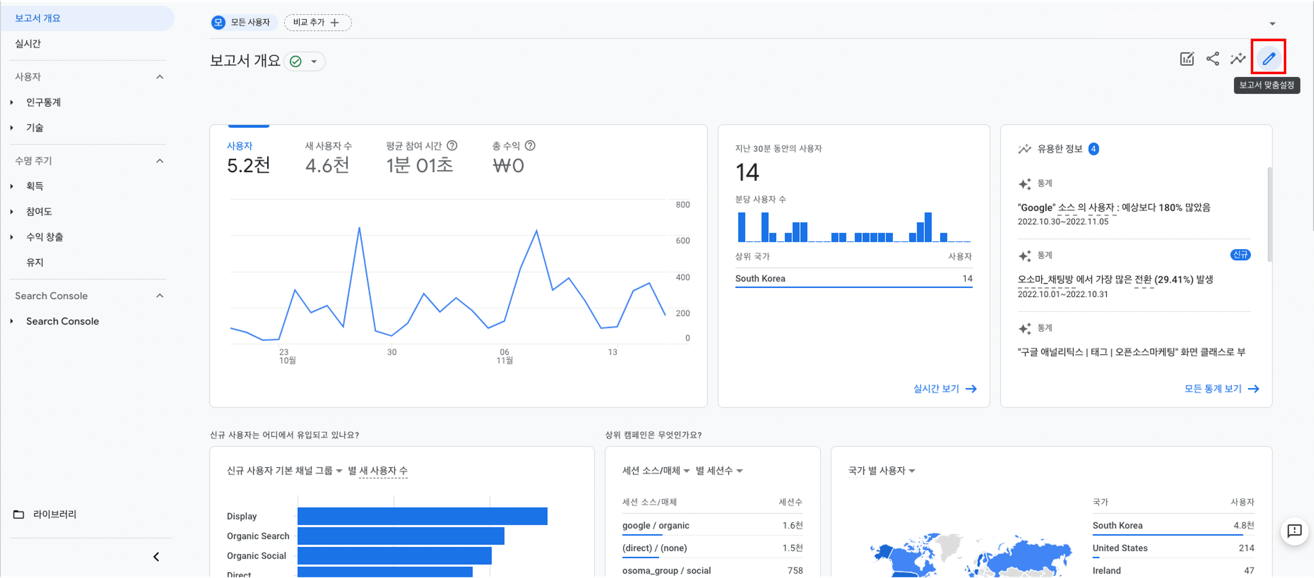 보고서 개요
실시간
사용자
인구통계
기술
수명 주기
획득
참여도
수익 창출
유지
Search Console
Search Console
라이브러리
모 모든 사용자
비교 추가 +
보고서 개요
보고서 맞춤설정
사용자
5.2천
새 사용자 수
4.6천
평균 참여 시간
1분 01초
총 수익
₩0
800
600
400
200
0
23
10월
30
06
11월
13
지난 30분 동안의 사용자
14
분당 사용자 수
상위 국가 사용자
South Korea 14
실시간 보기
유용한 정보 4
통계
"Google" 소스 의 사용자 : 예상보다 180% 많았음
2022.10.30~2022.11.05
통계 신규
오소마_채팅방 에서 가장 많은 전환 (29.41%) 발생
2022.10.01~2022.10.31
통계
"구글 애널리틱스 | 태그 | 오픈소스마케팅" 화면 클래스로 부
모든 통계 보기
신규 사용자는 어디에서 유입되고 있나요?
신규 사용자 기본 채널 그룹 별 새 사용자 수
Display
Organic Search
Organic Social
Direct
상위 캠페인은 무엇인가요?
세션 소스/매체 별 세션수
세션 소스/매체 세션수
google / organic 1.6천
(direct) / (none) 1.5천
osoma_group / social 758
국가 별 사용자
국가 사용자
South Korea 4.8천
United States 214
Ireland 47